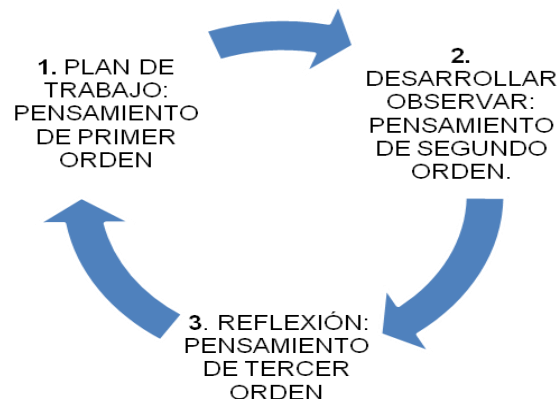 1. PLAN DE
TRABAJO:
PENSAMIENTO
DE PRIMER
ORDEN
2.
DESARROLLAR
OBSERVAR:
PENSAMIENTO
DE SEGUNDO
ORDEN.
3. REFLEXIÓN:
PENSAMIENTO
DE TERCER
ORDEN